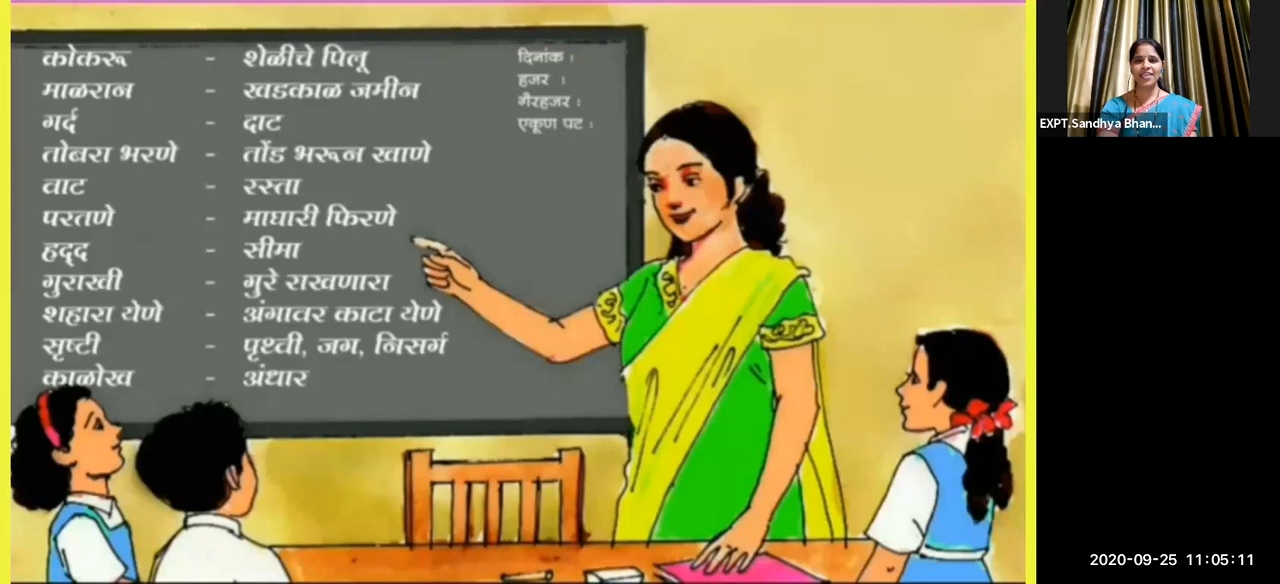 कोकरू - शेळीचे पिलू
माळरान - खडकाळ जमीन
गर्द - दाट
तोबरा भरणे - तोंड भरून खाणे
वाट - रस्ता
परतणे - माघारी फिरणे
हद्द - सीमा
गुराखी - गुरे राखणारा
शहारा येणे - अंगावर काटा येणे
सृष्टी - पृथ्वी, जग, निसर्ग
काळोख - अंधार
दिनांक :
हजर :
गैरहजर :
एकूण पट :
EXPT.Sandhya Bhan...
2020-09-25 11:05:11